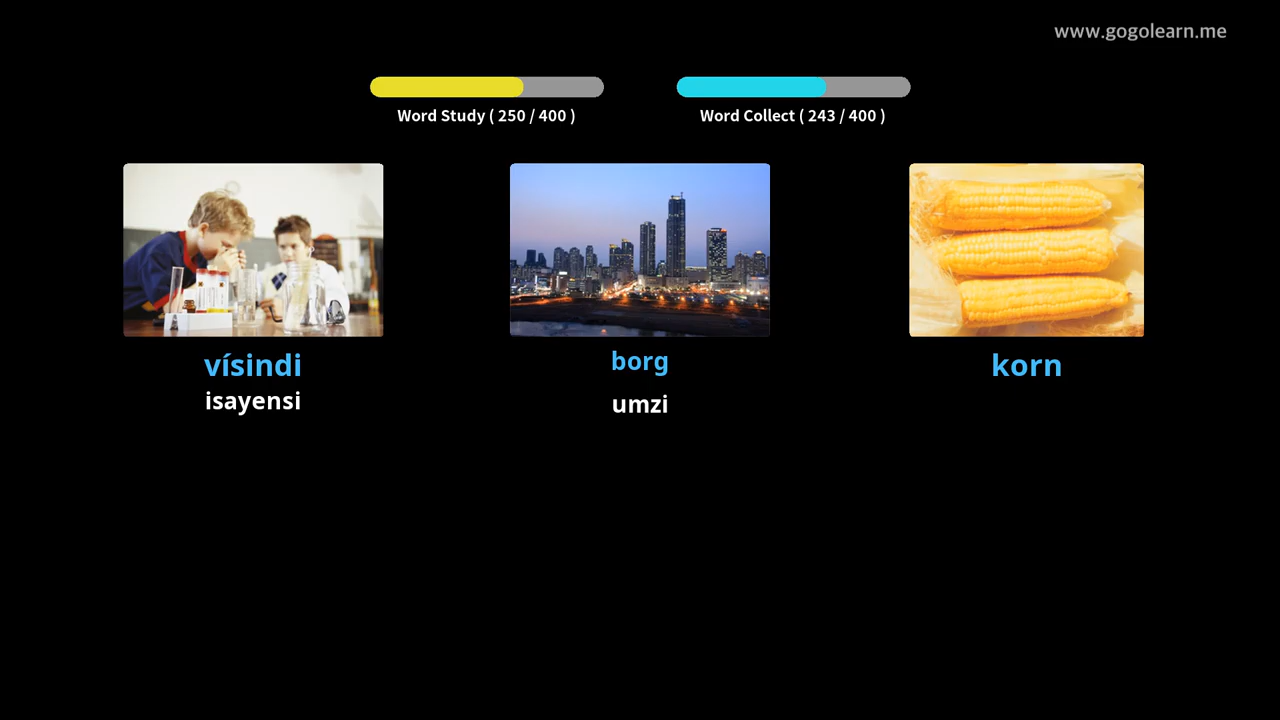 www.gogolearn.me
Word Study ( 250 / 400 )
Word Collect ( 243 / 400 )
vísindi
isayensi
borg
umzi
korn